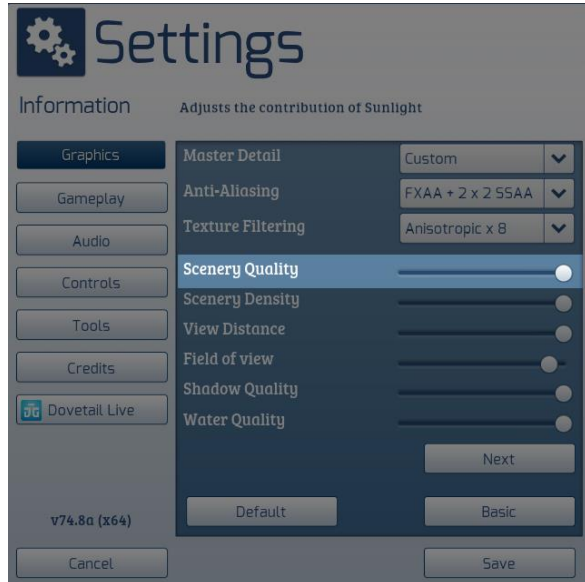 Settings
Information
Adjusts the contribution of Sunlight
Graphics
Gameplay
Audio
Controls
Tools
Credits
DG Dovetail Live
v74.8a (x64)
Cancel
Master Detail Custom
Anti-Aliasing FXAA + 2 x 2 SSAA
Texture Filtering Anisotropic x 8
Scenery Quality
Scenery Density
View Distance
Field of view
Shadow Quality
Water Quality
Next
Default Basic
Save